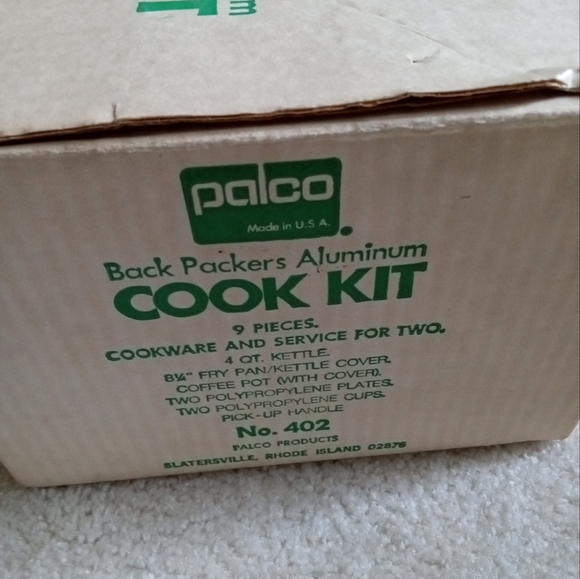 palco
Made in U.S.A.
Back Packers Aluminum
COOK KIT
9 PIECES.
COOKWARE AND SERVICE FOR TWO.
4 QT. KETTLE.
8¼" FRY PAN/KETTLE COVER.
COFFEE POT (WITH COVER).
TWO POLYPROPYLENE PLATES.
TWO POLYPROPYLENE CUPS.
PICK-UP HANDLE
No. 402
PALCO PRODUCTS
SLATERSVILLE, RHODE ISLAND 02876